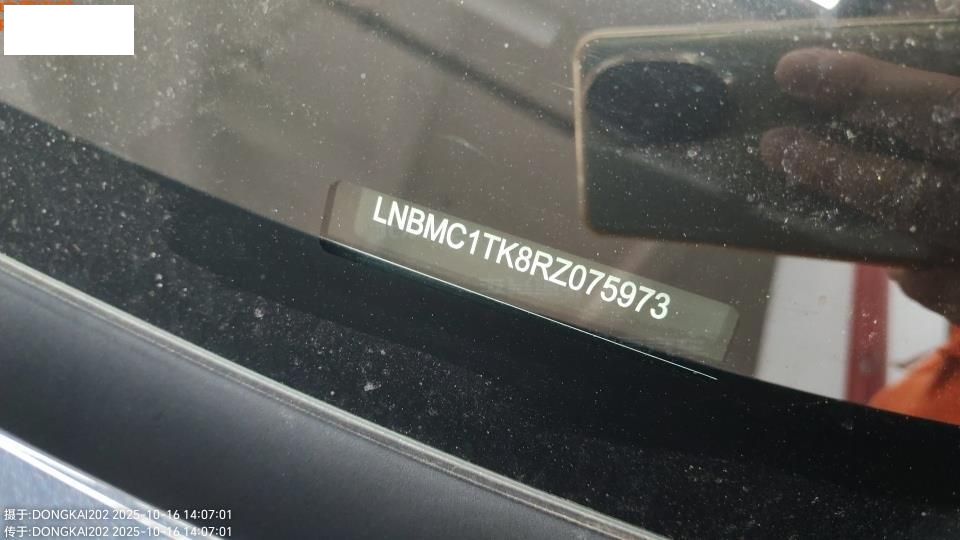 LNBMC1TK8RZ075973
摄于:DONGKAI202 2025-10-16 14:07:01
传于:DONGKAI202 2025-10-16 14:07:01